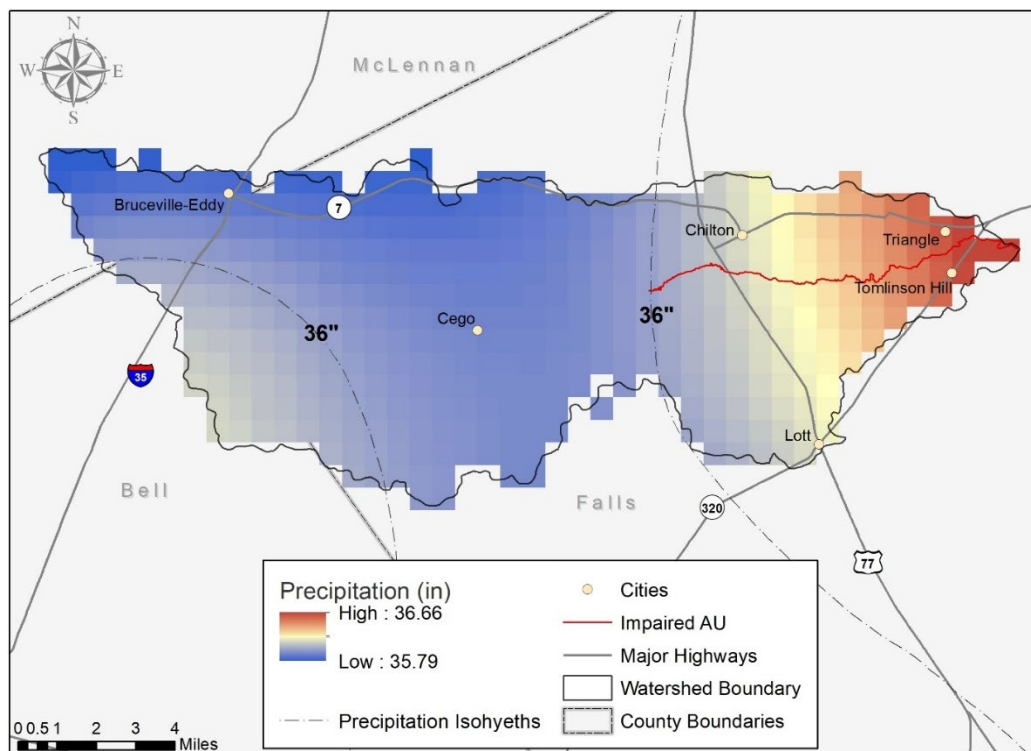 N
W E
S
McLennan
Bruceville-Eddy
7
Chilton
Triangle
Tomlinson Hill
36"
36"
Cego
35
Lott
Bell
Falls
320
77
Precipitation (in)
High : 36.66
Low : 35.79
Precipitation Isohyeths
Cities
Impaired AU
Major Highways
Watershed Boundary
County Boundaries
0 0.5 1 2 3 4
Miles